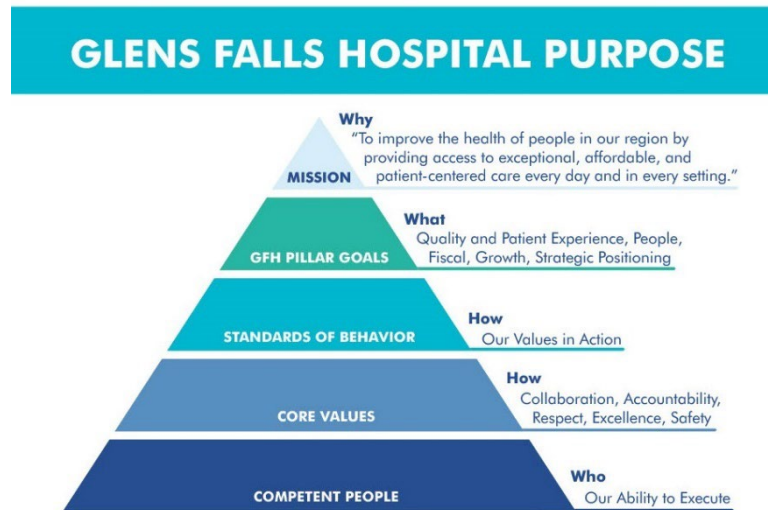 GLENS FALLS HOSPITAL PURPOSE
Why
"To improve the health of people in our region by
providing access to exceptional, affordable, and
patient-centered care every day and in every setting."
MISSION
What
Quality and Patient Experience, People,
Fiscal, Growth, Strategic Positioning
GFH PILLAR GOALS
How
Our Values in Action
STANDARDS OF BEHAVIOR
How
Collaboration, Accountability,
Respect, Excellence, Safety
CORE VALUES
Who
Our Ability to Execute
COMPETENT PEOPLE